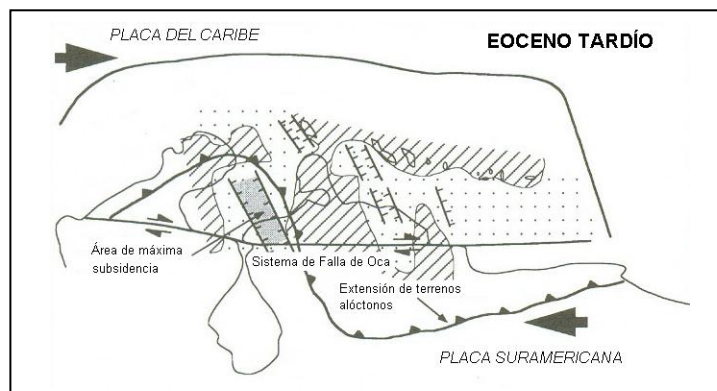 PLACA DEL CARIBE
EOCENO TARDÍO
Área de máxima
subsidencia
Sistema de Falla de Oca
Extensión de terrenos
alóctonos
PLACA SURAMERICANA